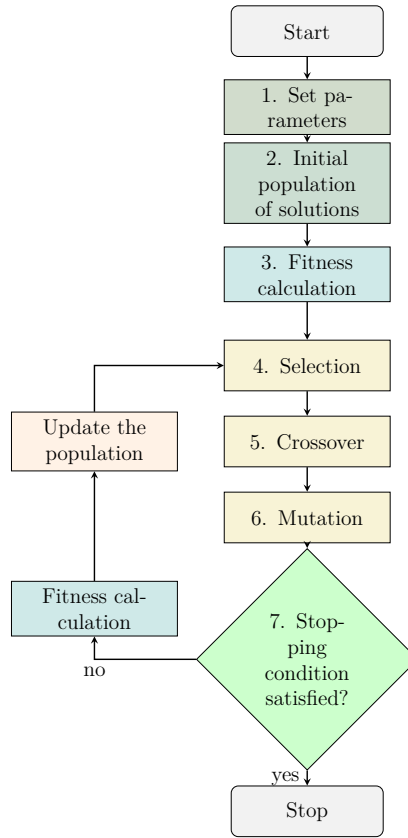 Start
1. Set pa-
rameters
2. Initial
population
of solutions
3. Fitness
calculation
4. Selection
Update the
population
5. Crossover
6. Mutation
Fitness cal-
culation
7. Stop-
ping
condition
satisfied?
no
yes
Stop